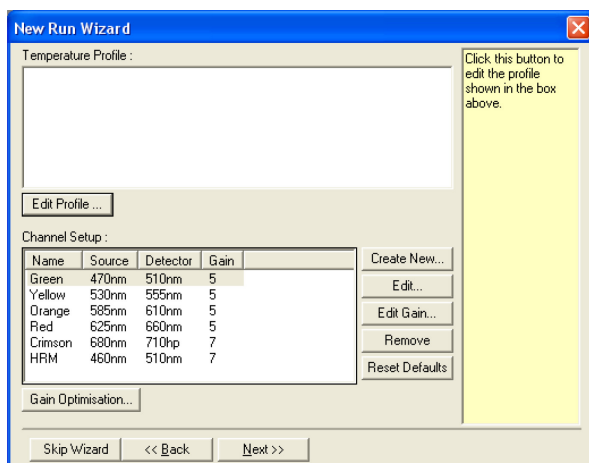 New Run Wizard
Temperature Profile :
Click this button to
edit the profile
shown in the box
above.
Edit Profile ...
Channel Setup :
Name Source Detector Gain
Green 470nm 510nm 5
Yellow 530nm 555nm 5
Orange 585nm 610nm 5
Red 625nm 660nm 5
Crimson 680nm 710hp 7
HRM 460nm 510nm 7
Create New...
Edit...
Edit Gain...
Remove
Reset Defaults
Gain Optimisation...
Skip Wizard
<< Back
Next >>